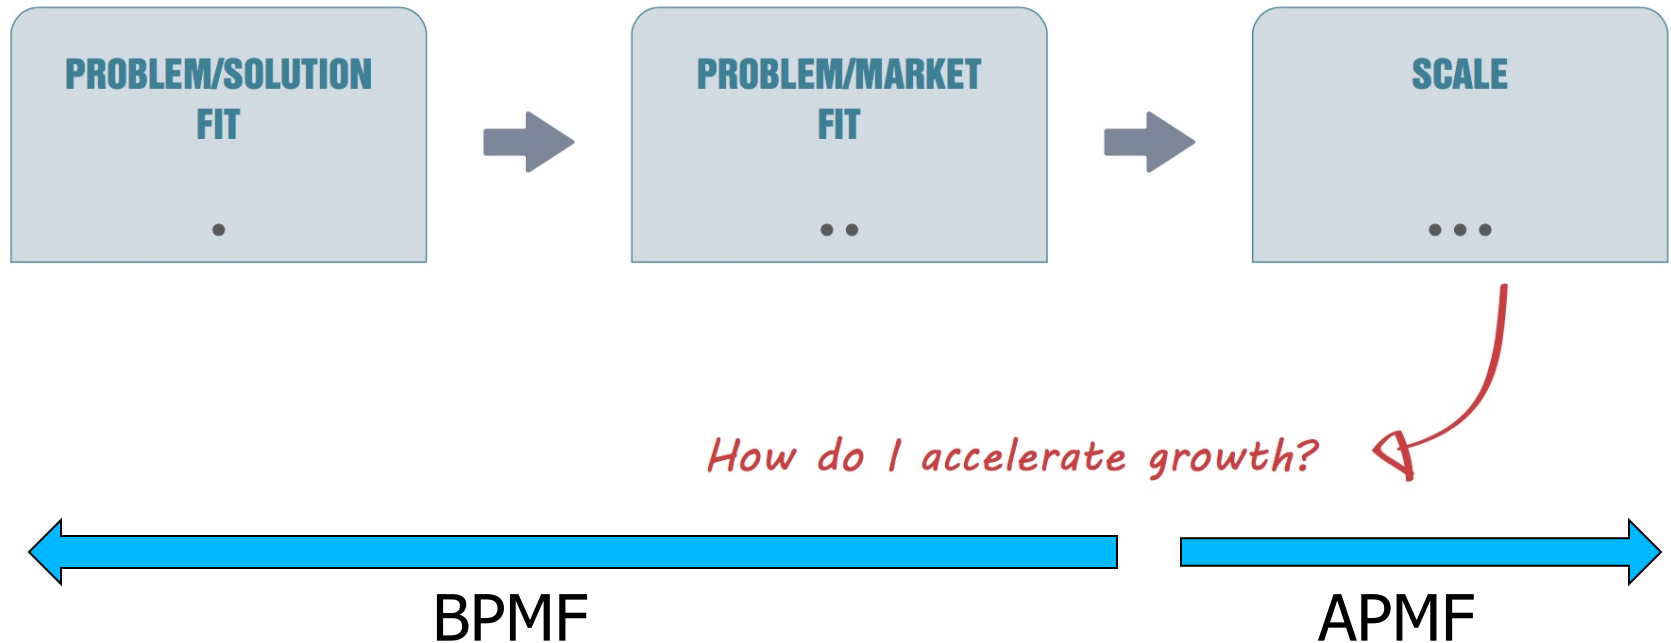 PROBLEM/SOLUTION
FIT
PROBLEM/MARKET
FIT
SCALE
How do I accelerate growth?
BPMF
APMF